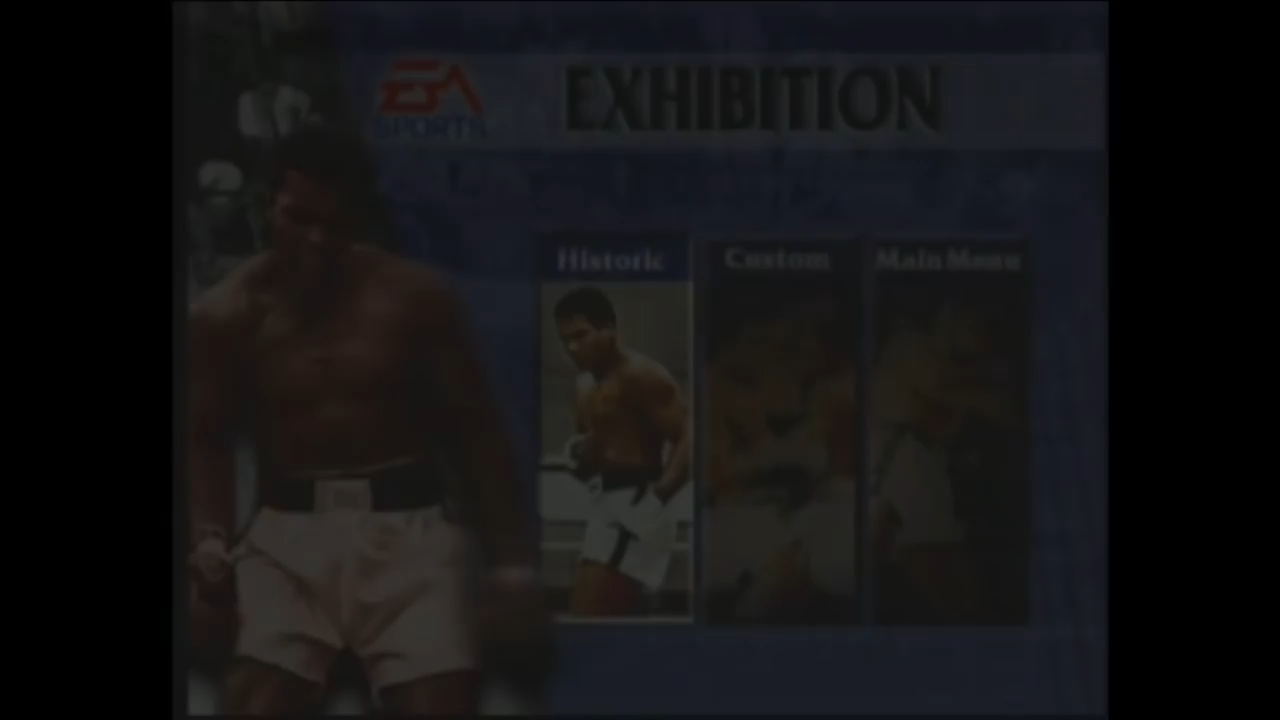 EA
SPORTS
EXHIBITION
Historic
Custom
Main Menu